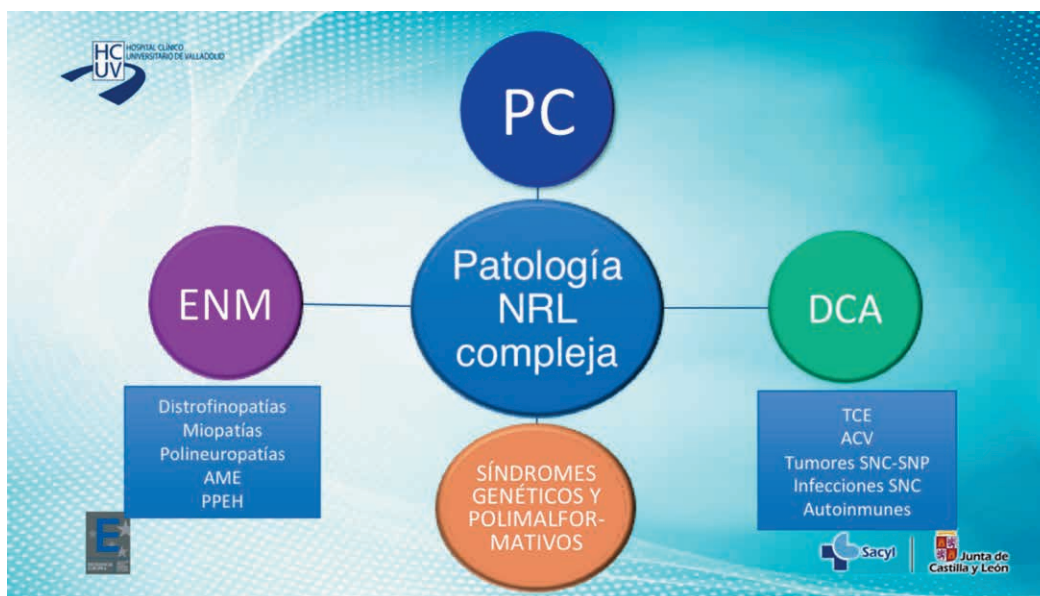 HC
UV
HOSPITAL CLÍNICO
UNIVERSITARIO DE VALLADOLID
PC
Patología
NRL
compleja
ENM
Distrofinopatías
Miopatías
Polineuropatías
AME
PPEH
DCA
TCE
ACV
Tumores SNC-SNP
Infecciones SNC
Autoinmunes
SÍNDROMES
GENÉTICOS Y
POLIMALFOR-
MATIVOS
E
Sacyl
Junta de
Castilla y León